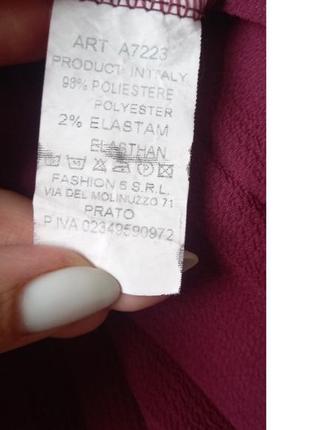 ART A7223
PRODUCT IN ITALY
98% POLIESTERE
POLYESTER
2% ELASTAM
ELASTHAN
FASHION 6 S.R.L.
VIA DEL MOLINUZZO 71
PRATO
P.IVA 02349590972